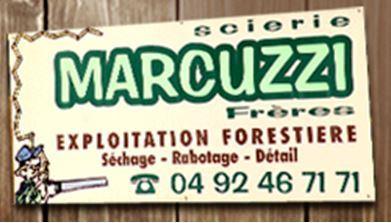 scierie
MARCUZZI
Frères
EXPLOITATION FORESTIERE
Séchage - Rabotage - Détail
☎ 04 92 46 71 71